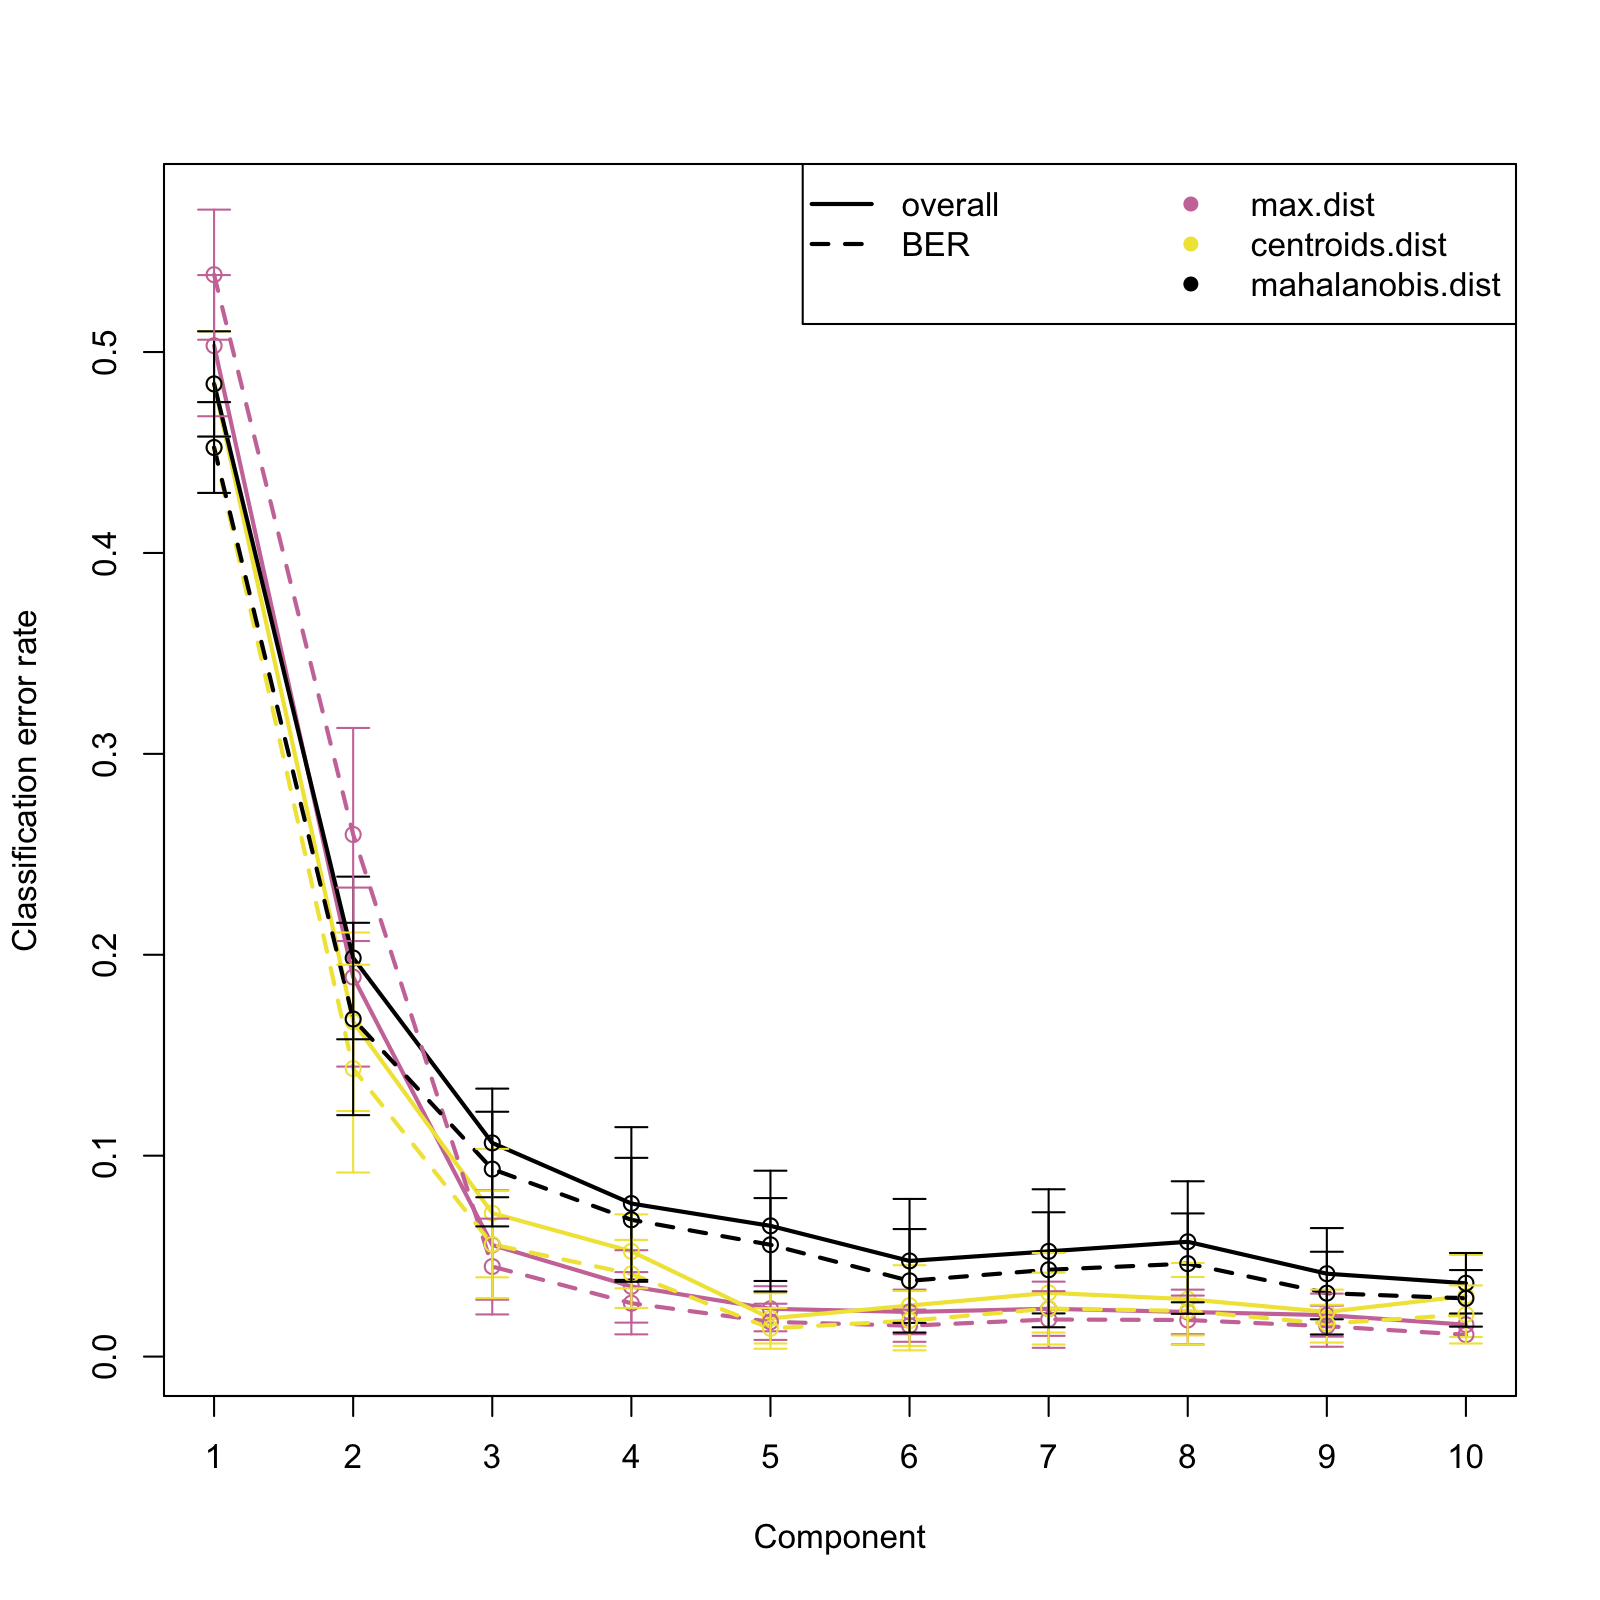 overall
BER
max.dist
centroids.dist
mahalanobis.dist
Classification error rate
0.5
0.4
0.3
0.2
0.1
0.0
1 2 3 4 5 6 7 8 9 10
Component